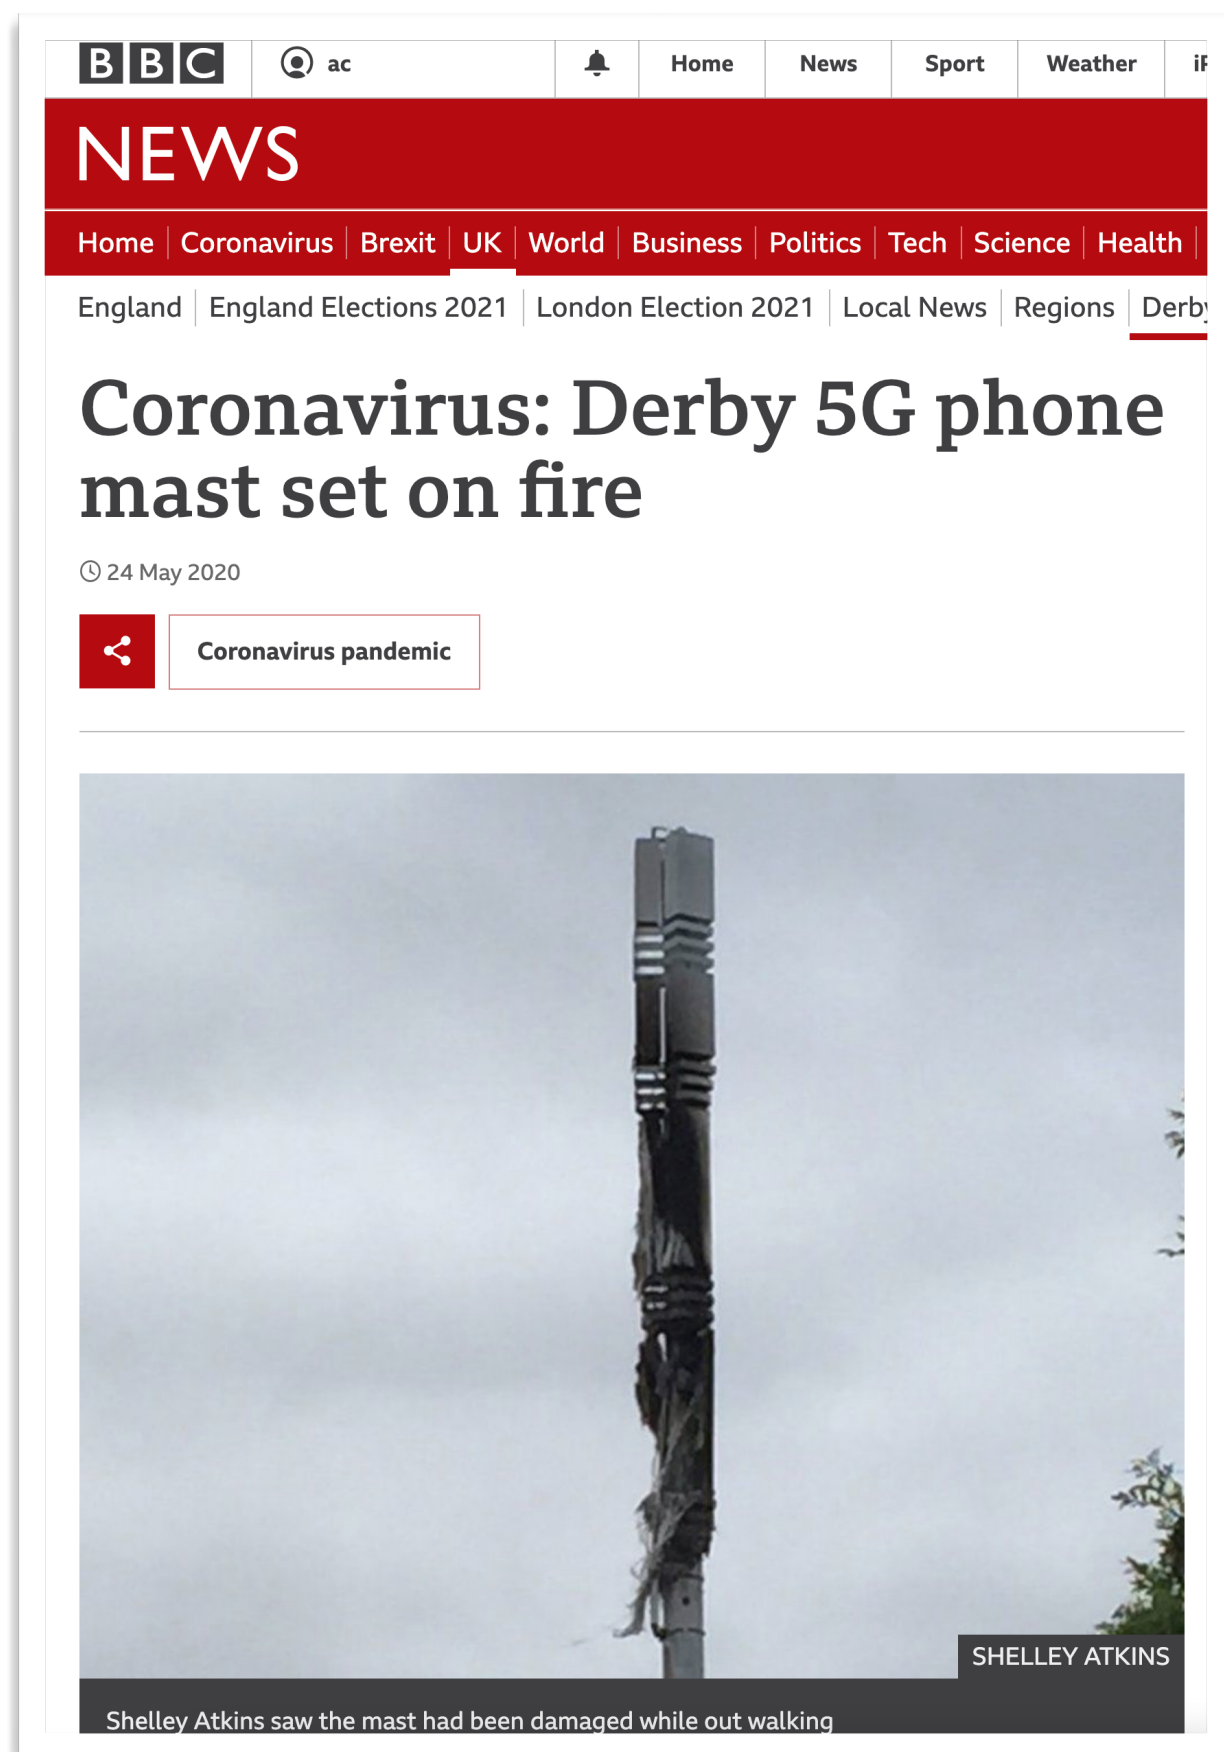 BBC ac Home News Sport Weather
NEWS
Home Coronavirus Brexit UK World Business Politics Tech Science Health
England England Elections 2021 London Election 2021 Local News Regions Derby
Coronavirus: Derby 5G phone
mast set on fire
24 May 2020
Coronavirus pandemic
SHELLEY ATKINS
Shelley Atkins saw the mast had been damaged while out walking